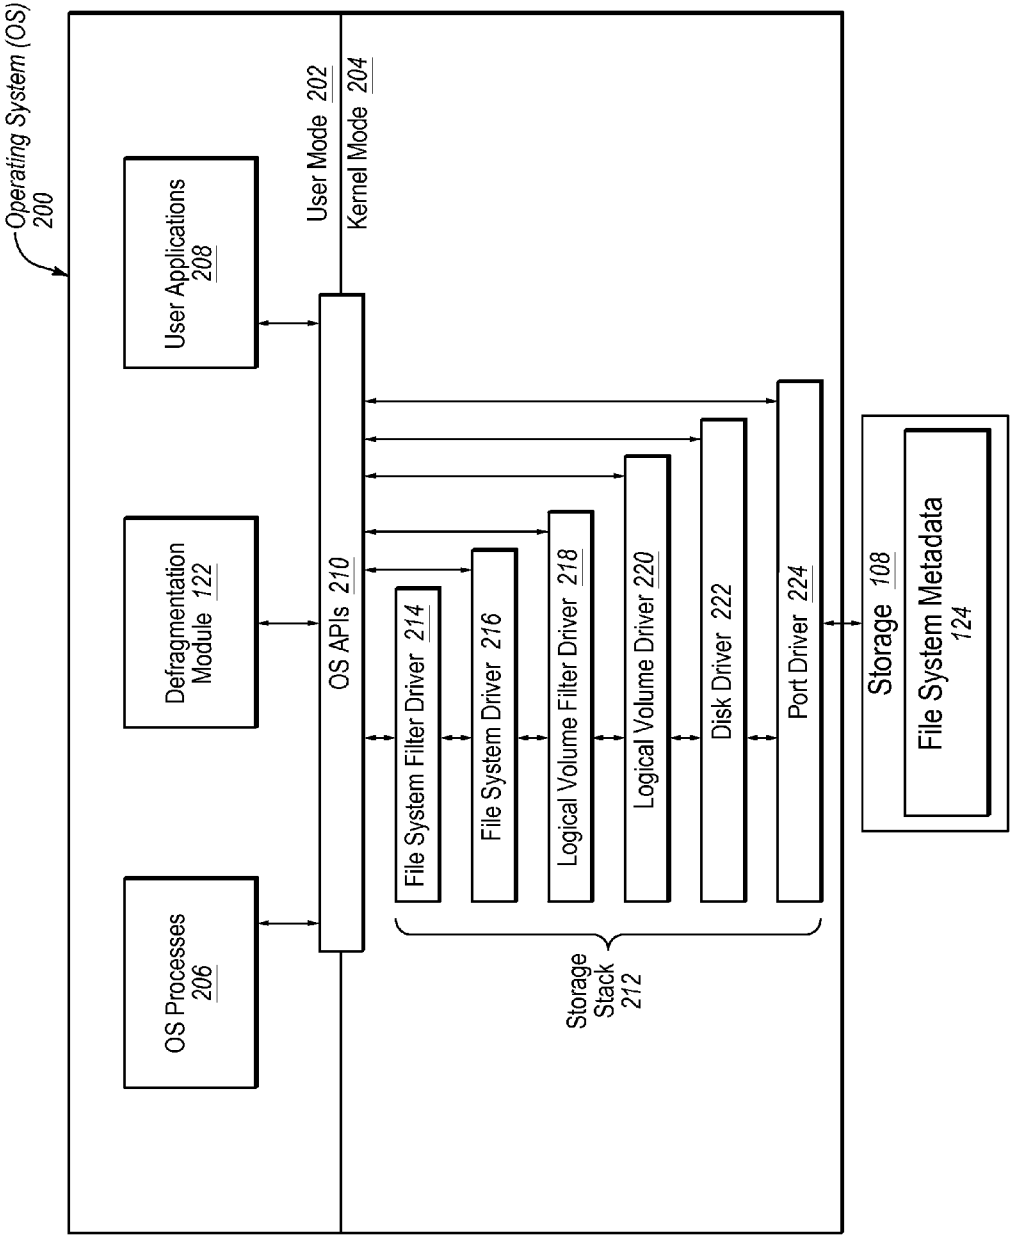 Operating System (OS)
200
OS Processes
206
Defragmentation
Module 122
User Applications
208
User Mode 202
Kernel Mode 204
OS APIs 210
File System Filter Driver 214
File System Driver 216
Logical Volume Filter Driver 218
Logical Volume Driver 220
Disk Driver 222
Port Driver 224
Storage
Stack
212
Storage 108
File System Metadata
124